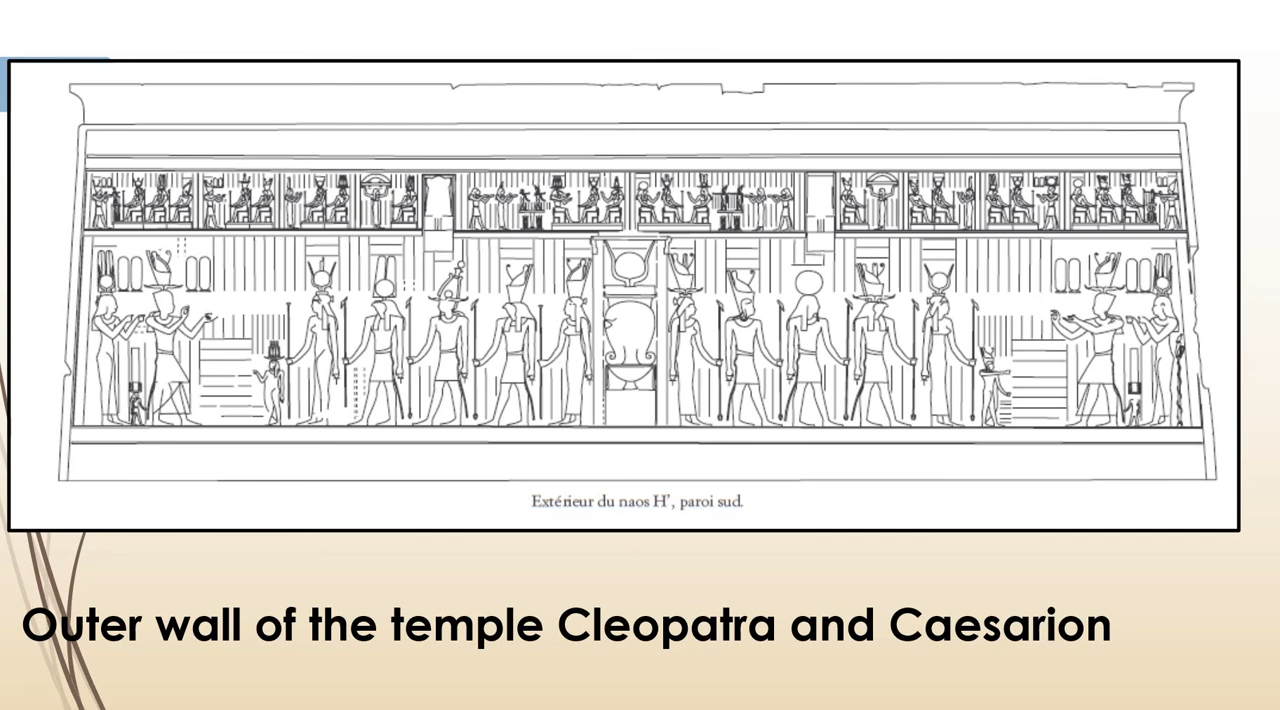 Extérieur du naos H', paroi sud.
Outer wall of the temple Cleopatra and Caesarion